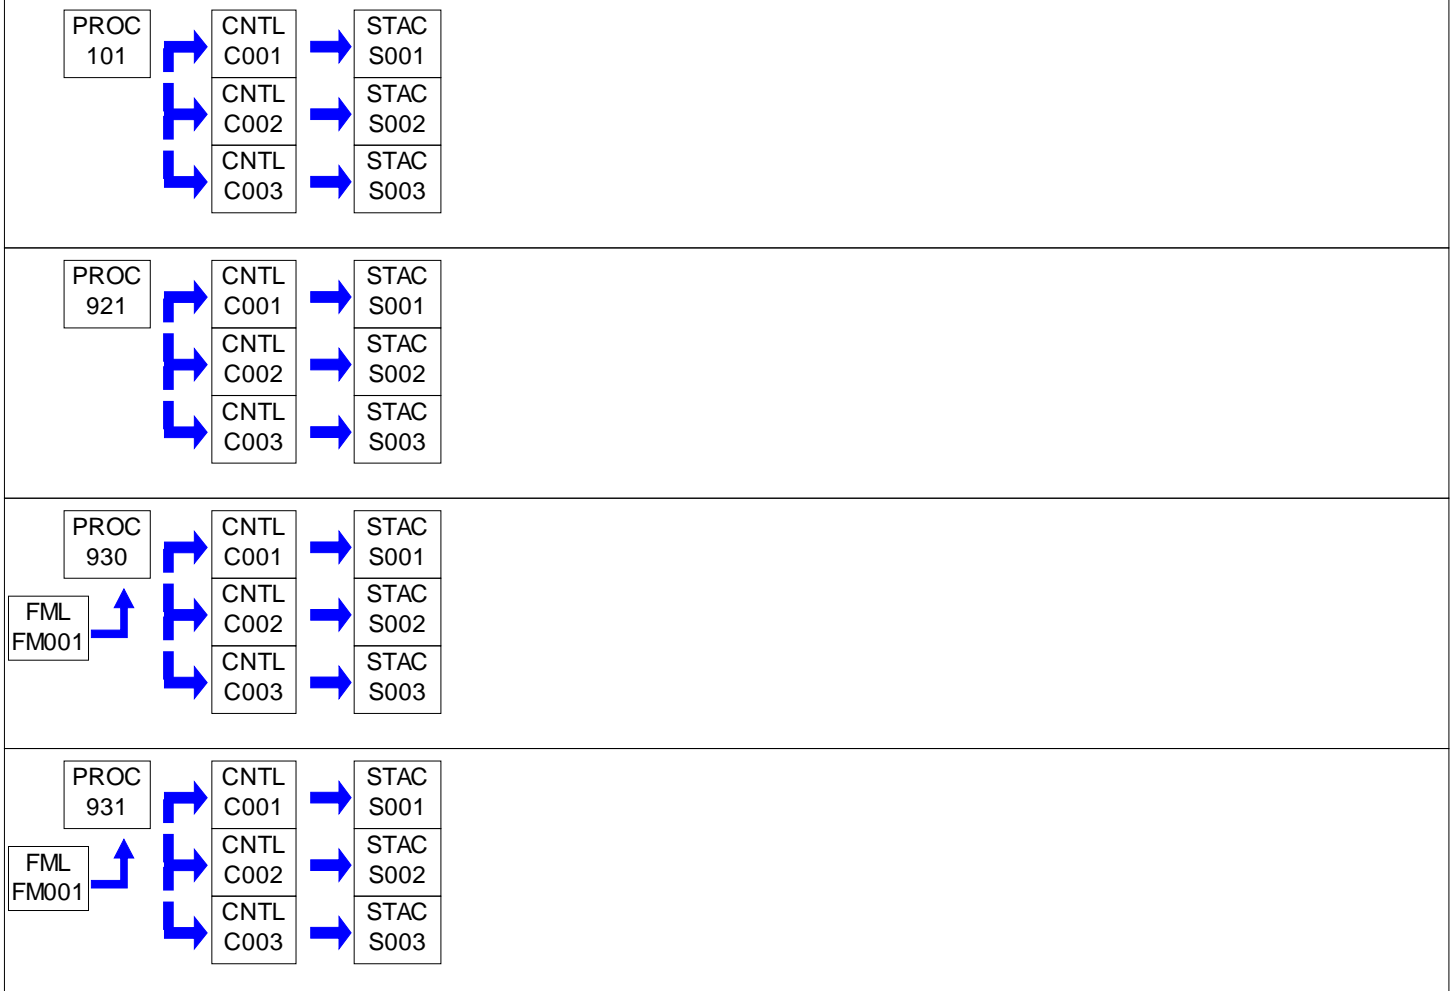 PROC
101
CNTL
C001
STAC
S001
CNTL
C002
STAC
S002
CNTL
C003
STAC
S003
PROC
921
CNTL
C001
STAC
S001
CNTL
C002
STAC
S002
CNTL
C003
STAC
S003
PROC
930
CNTL
C001
STAC
S001
FML
FM001
CNTL
C002
STAC
S002
CNTL
C003
STAC
S003
PROC
931
CNTL
C001
STAC
S001
FML
FM001
CNTL
C002
STAC
S002
CNTL
C003
STAC
S003